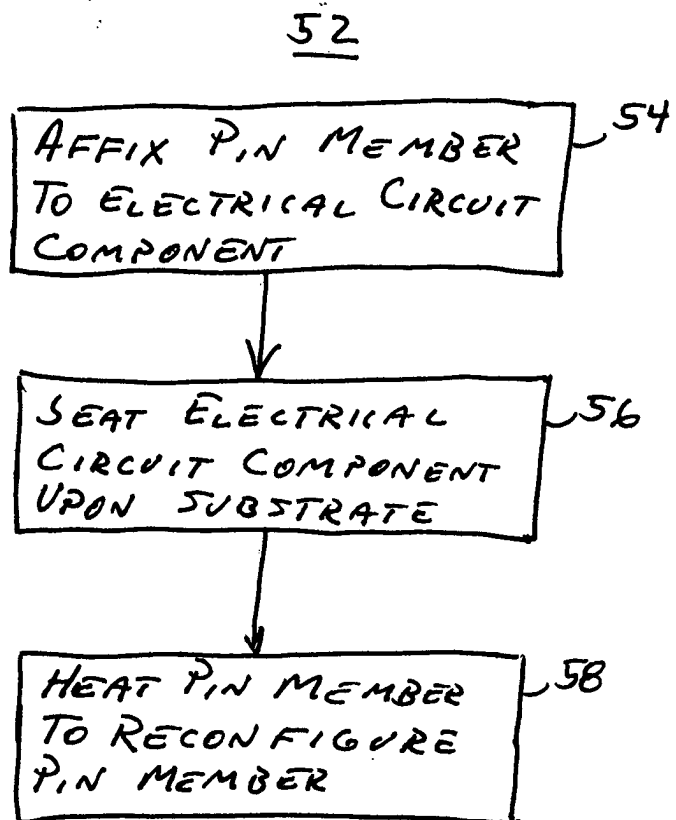 52
AFFIX PIN MEMBER
54
TO ELECTRICAL CIRCUIT
COMPONENT
SEAT ELECTRICAL
56
CIRCUIT COMPONENT
UPON SUBSTRATE
HEAT PIN MEMBER
58
TO RECONFIGURE
PIN MEMBER